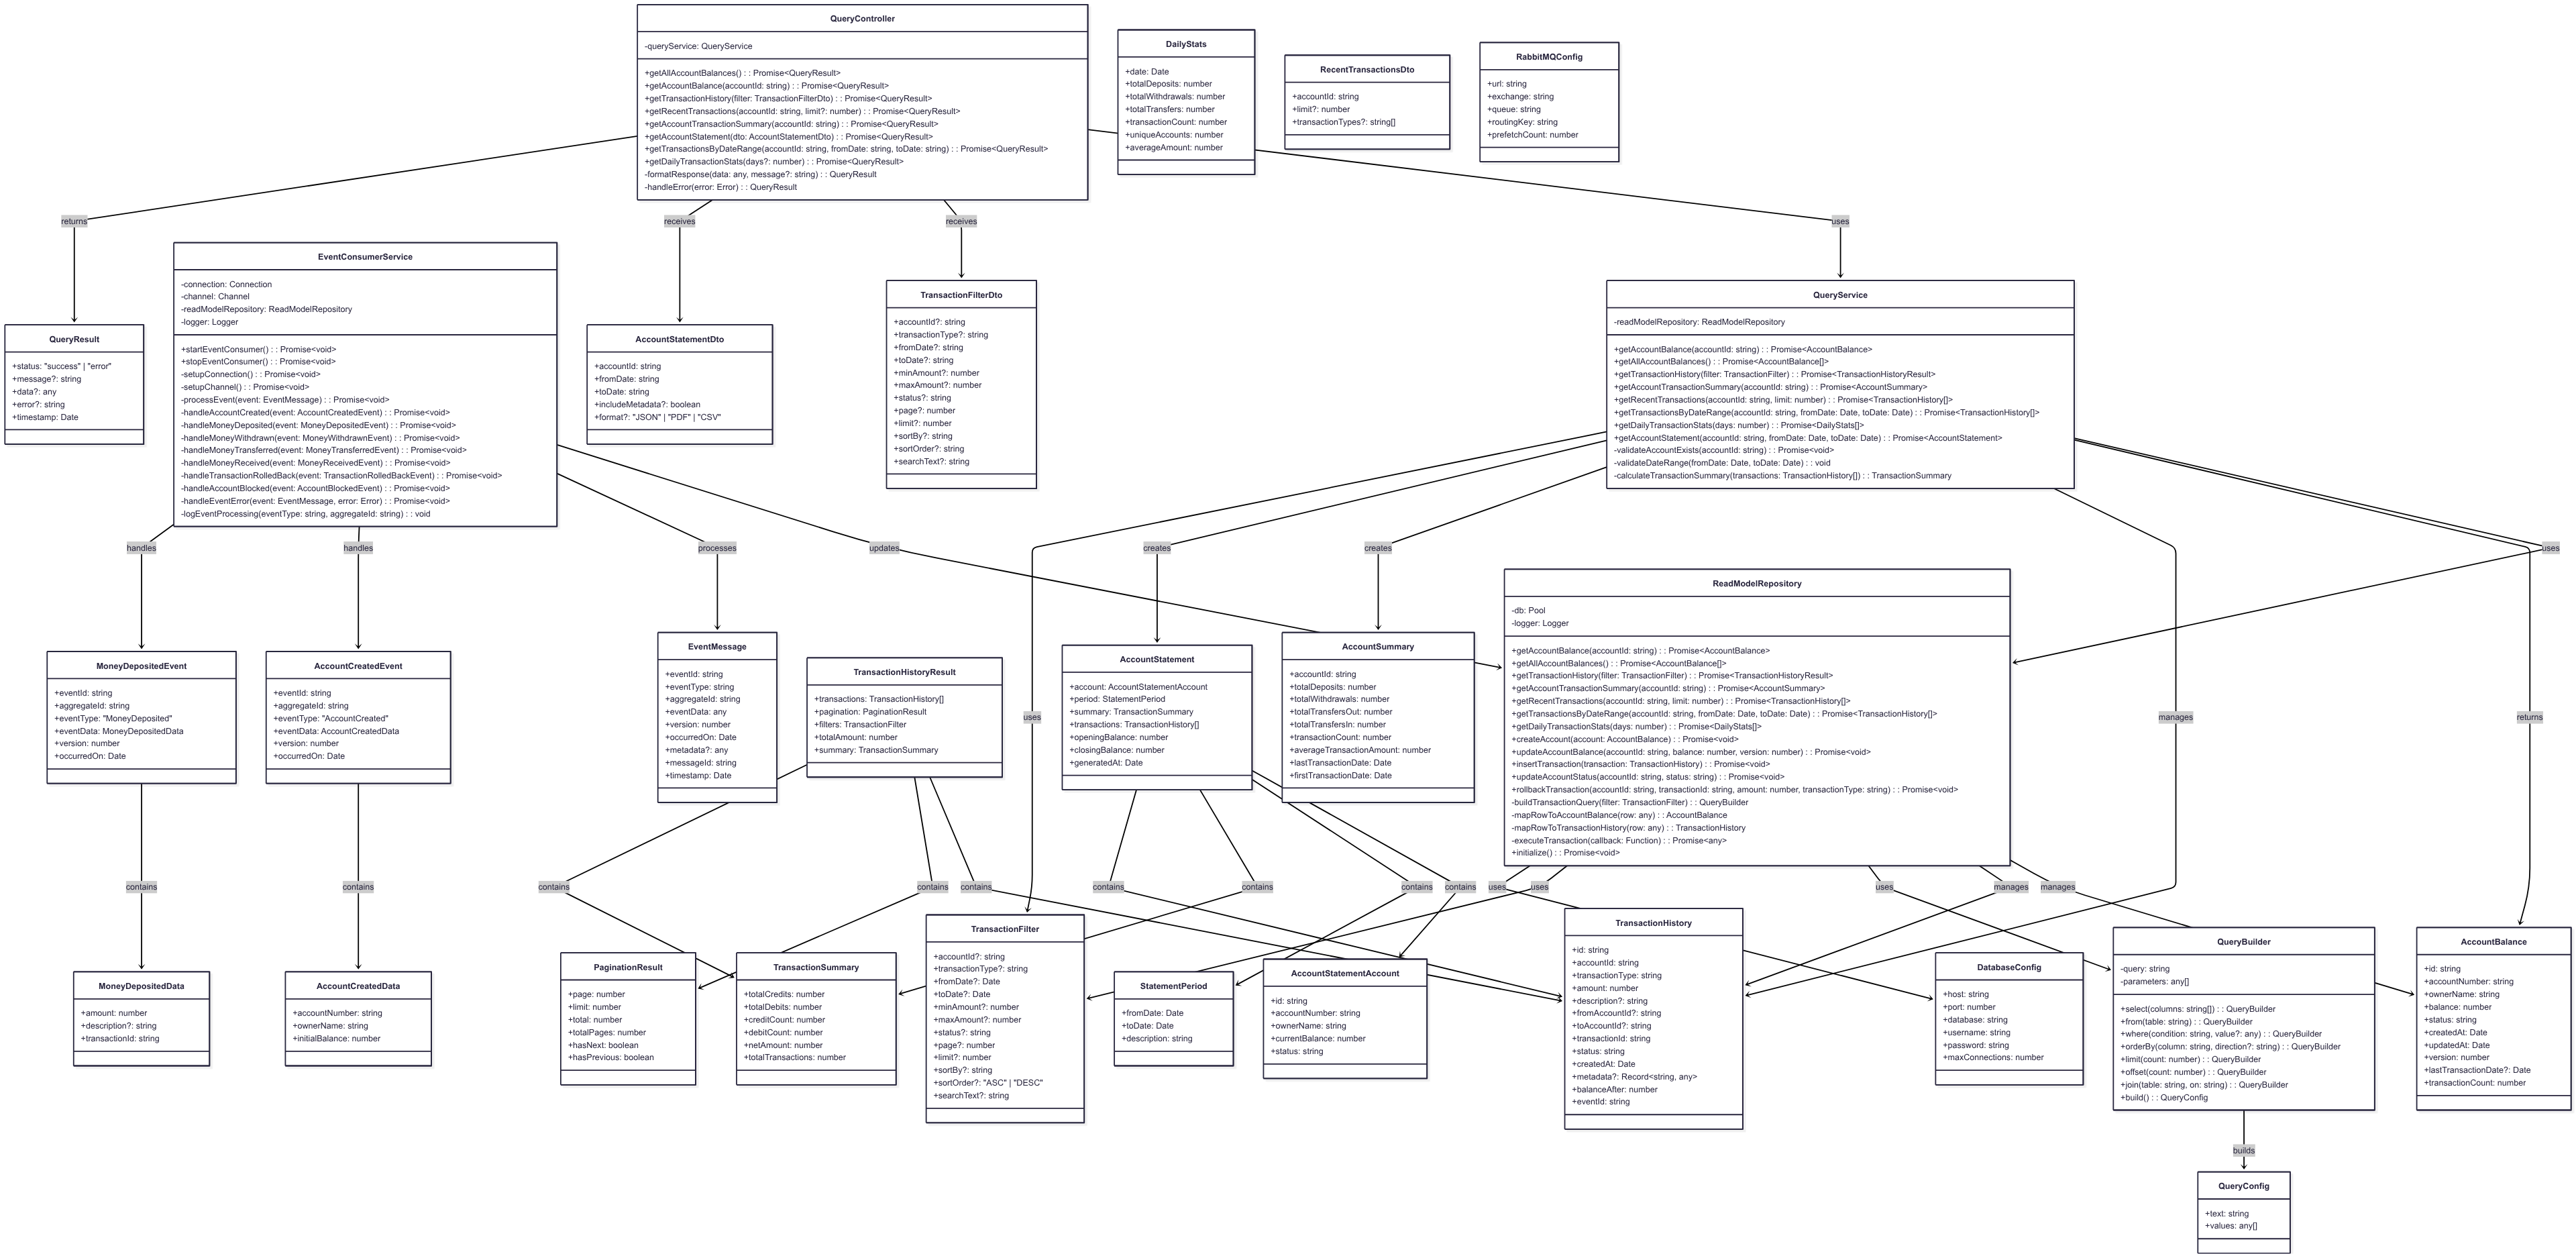 QueryController
-queryService: QueryService
+getAllAccountBalances() : : Promise<QueryResult>
+getAccountBalance(accountId: string) : : Promise<QueryResult>
+getTransactionHistory(filter: TransactionFilterDto) : : Promise<QueryResult>
+getRecentTransactions(accountId: string, limit?: number) : : Promise<QueryResult>
+getAccountTransactionSummary(accountId: string) : : Promise<QueryResult>
+getAccountStatement(dto: AccountStatementDto) : : Promise<QueryResult>
+getTransactionsByDateRange(accountId: string, fromDate: string, toDate: string) : : Promise<QueryResult>
+getDailyTransactionStats(days?: number) : : Promise<QueryResult>
-formatResponse(data: any, message?: string) : : QueryResult
-handleError(error: Error) : : QueryResult
DailyStats
+date: Date
+totalDeposits: number
+totalWithdrawals: number
+totalTransfers: number
+transactionCount: number
+uniqueAccounts: number
+averageAmount: number
RecentTransactionsDto
+accountId: string
+limit?: number
+transactionTypes?: string[]
RabbitMQConfig
+url: string
+exchange: string
+queue: string
+routingKey: string
+prefetchCount: number
returns
receives
receives
uses
EventConsumerService
-connection: Connection
-channel: Channel
-readModelRepository: ReadModelRepository
-logger: Logger
+startEventConsumer() : : Promise<void>
+stopEventConsumer() : : Promise<void>
-setupConnection() : : Promise<void>
-setupChannel() : : Promise<void>
-processEvent(event: EventMessage) : : Promise<void>
-handleAccountCreated(event: AccountCreatedEvent) : : Promise<void>
-handleMoneyDeposited(event: MoneyDepositedEvent) : : Promise<void>
-handleMoneyWithdrawn(event: MoneyWithdrawnEvent) : : Promise<void>
-handleMoneyTransferred(event: MoneyTransferredEvent) : : Promise<void>
-handleMoneyReceived(event: MoneyReceivedEvent) : : Promise<void>
-handleTransactionRolledBack(event: TransactionRolledBackEvent) : : Promise<void>
-handleAccountBlocked(event: AccountBlockedEvent) : : Promise<void>
-handleEventError(event: EventMessage, error: Error) : : Promise<void>
-logEventProcessing(eventType: string, aggregateId: string) : : void
QueryResult
+status: "success" | "error"
+message?: string
+data?: any
+error?: string
+timestamp: Date
AccountStatementDto
+accountId: string
+fromDate: string
+toDate: string
+includeMetadata?: boolean
+format?: "JSON" | "PDF" | "CSV"
TransactionFilterDto
+accountId?: string
+transactionType?: string
+fromDate?: string
+toDate?: string
+minAmount?: number
+maxAmount?: number
+status?: string
+page?: number
+limit?: number
+sortBy?: string
+sortOrder?: string
+searchText?: string
QueryService
-readModelRepository: ReadModelRepository
+getAccountBalance(accountId: string) : : Promise<AccountBalance>
+getAllAccountBalances() : : Promise<AccountBalance[]>
+getTransactionHistory(filter: TransactionFilter) : : Promise<TransactionHistoryResult>
+getAccountTransactionSummary(accountId: string) : : Promise<AccountSummary>
+getRecentTransactions(accountId: string, limit: number) : : Promise<TransactionHistory[]>
+getTransactionsByDateRange(accountId: string, fromDate: Date, toDate: Date) : : Promise<TransactionHistory[]>
+getDailyTransactionStats(days: number) : : Promise<DailyStats[]>
+getAccountStatement(accountId: string, fromDate: Date, toDate: Date) : : Promise<AccountStatement>
-validateAccountExists(accountId: string) : : Promise<void>
-validateDateRange(fromDate: Date, toDate: Date) : : void
-calculateTransactionSummary(transactions: TransactionHistory[]) : : TransactionSummary
handles
handles
processes
updates
creates
creates
uses
MoneyDepositedEvent
+eventId: string
+aggregateId: string
+eventType: "MoneyDeposited"
+eventData: MoneyDepositedData
+version: number
+occurredOn: Date
AccountCreatedEvent
+eventId: string
+aggregateId: string
+eventType: "AccountCreated"
+eventData: AccountCreatedData
+version: number
+occurredOn: Date
EventMessage
+eventId: string
+eventType: string
+aggregateId: string
+eventData: any
+version: number
+occurredOn: Date
+metadata?: any
+messageId: string
+timestamp: Date
TransactionHistoryResult
+transactions: TransactionHistory[]
+pagination: PaginationResult
+filters: TransactionFilter
+totalAmount: number
+summary: TransactionSummary
uses
AccountStatement
+account: AccountStatementAccount
+period: StatementPeriod
+summary: TransactionSummary
+transactions: TransactionHistory[]
+openingBalance: number
+closingBalance: number
+generatedAt: Date
AccountSummary
+accountId: string
+totalDeposits: number
+totalWithdrawals: number
+totalTransfersOut: number
+totalTransfersIn: number
+transactionCount: number
+averageTransactionAmount: number
+lastTransactionDate: Date
+firstTransactionDate: Date
ReadModelRepository
-db: Pool
-logger: Logger
+getAccountBalance(accountId: string) : : Promise<AccountBalance>
+getAllAccountBalances() : : Promise<AccountBalance[]>
+getTransactionHistory(filter: TransactionFilter) : : Promise<TransactionHistoryResult>
+getAccountTransactionSummary(accountId: string) : : Promise<AccountSummary>
+getRecentTransactions(accountId: string, limit: number) : : Promise<TransactionHistory[]>
+getTransactionsByDateRange(accountId: string, fromDate: Date, toDate: Date) : : Promise<TransactionHistory[]>
+getDailyTransactionStats(days: number) : : Promise<DailyStats[]>
+createAccount(account: AccountBalance) : : Promise<void>
+updateAccountBalance(accountId: string, balance: number, version: number) : : Promise<void>
+insertTransaction(transaction: TransactionHistory) : : Promise<void>
+updateAccountStatus(accountId: string, status: string) : : Promise<void>
+rollbackTransaction(accountId: string, transactionId: string, amount: number, transactionType: string) : : Promise<void>
-buildTransactionQuery(filter: TransactionFilter) : : QueryBuilder
-mapRowToAccountBalance(row: any) : : AccountBalance
-mapRowToTransactionHistory(row: any) : : TransactionHistory
-executeTransaction(callback: Function) : : Promise<any>
+initialize() : : Promise<void>
manages
returns
contains
contains
contains
contains
contains
contains
contains
contains
contains
uses
uses
uses
manages
manages
MoneyDepositedData
+amount: number
+description?: string
+transactionId: string
AccountCreatedData
+accountNumber: string
+ownerName: string
+initialBalance: number
PaginationResult
+page: number
+limit: number
+total: number
+totalPages: number
+hasNext: boolean
+hasPrevious: boolean
TransactionSummary
+totalCredits: number
+totalDebits: number
+creditCount: number
+debitCount: number
+netAmount: number
+totalTransactions: number
TransactionFilter
+accountId?: string
+transactionType?: string
+fromDate?: Date
+toDate?: Date
+minAmount?: number
+maxAmount?: number
+status?: string
+page?: number
+limit?: number
+sortBy?: string
+sortOrder?: "ASC" | "DESC"
+searchText?: string
StatementPeriod
+fromDate: Date
+toDate: Date
+description: string
AccountStatementAccount
+id: string
+accountNumber: string
+ownerName: string
+currentBalance: number
+status: string
TransactionHistory
+id: string
+accountId: string
+transactionType: string
+amount: number
+description?: string
+fromAccountId?: string
+toAccountId?: string
+transactionId: string
+status: string
+createdAt: Date
+metadata?: Record<string, any>
+balanceAfter: number
+eventId: string
DatabaseConfig
+host: string
+port: number
+database: string
+username: string
+password: string
+maxConnections: number
QueryBuilder
-query: string
-parameters: any[]
+select(columns: string[]) : : QueryBuilder
+from(table: string) : : QueryBuilder
+where(condition: string, value?: any) : : QueryBuilder
+orderBy(column: string, direction?: string) : : QueryBuilder
+limit(count: number) : : QueryBuilder
+offset(count: number) : : QueryBuilder
+join(table: string, on: string) : : QueryBuilder
+build() : : QueryConfig
AccountBalance
+id: string
+accountNumber: string
+ownerName: string
+balance: number
+status: string
+createdAt: Date
+updatedAt: Date
+version: number
+lastTransactionDate?: Date
+transactionCount: number
builds
QueryConfig
+text: string
+values: any[]